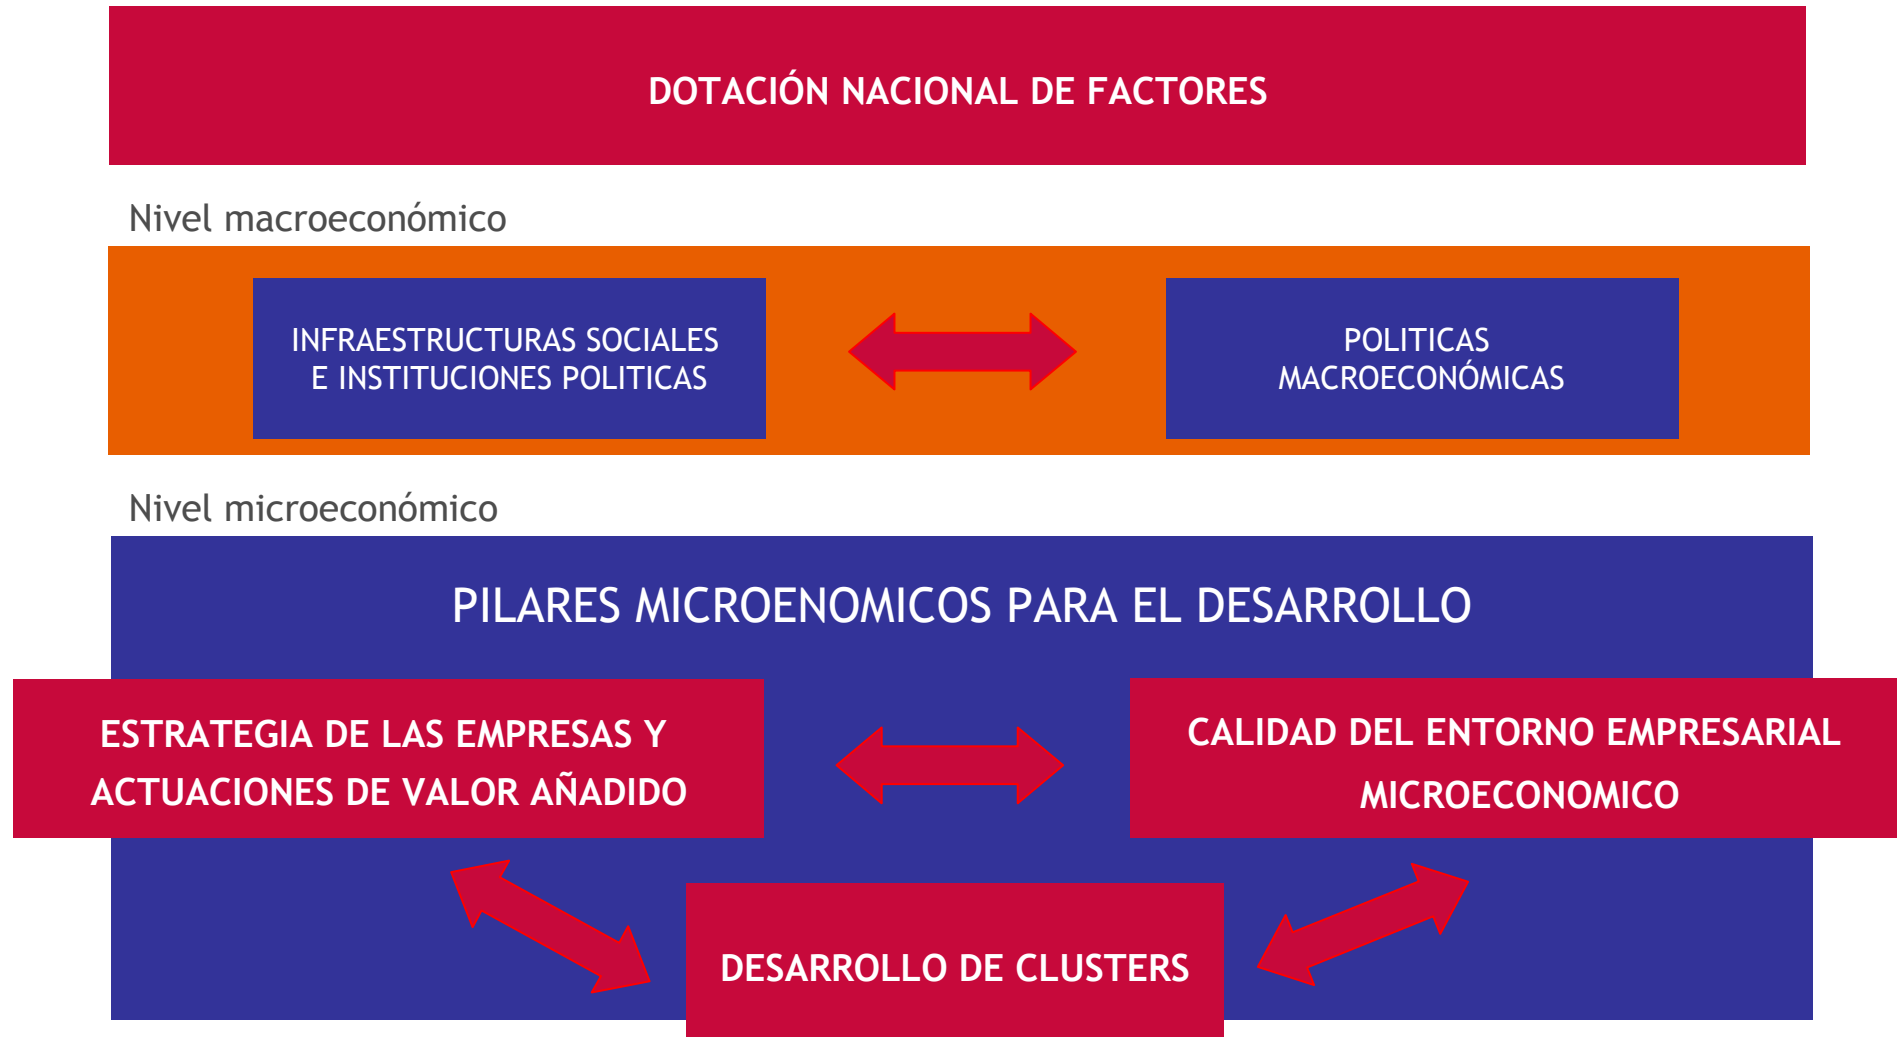 DOTACIÓN NACIONAL DE FACTORES
Nivel macroeconómico
INFRAESTRUCTURAS SOCIALES
E INSTITUCIONES POLITICAS
POLITICAS
MACROECONÓMICAS
Nivel microeconómico
PILARES MICROENOMICOS PARA EL DESARROLLO
ESTRATEGIA DE LAS EMPRESAS Y
ACTUACIONES DE VALOR AÑADIDO
CALIDAD DEL ENTORNO EMPRESARIAL
MICROECONOMICO
DESARROLLO DE CLUSTERS